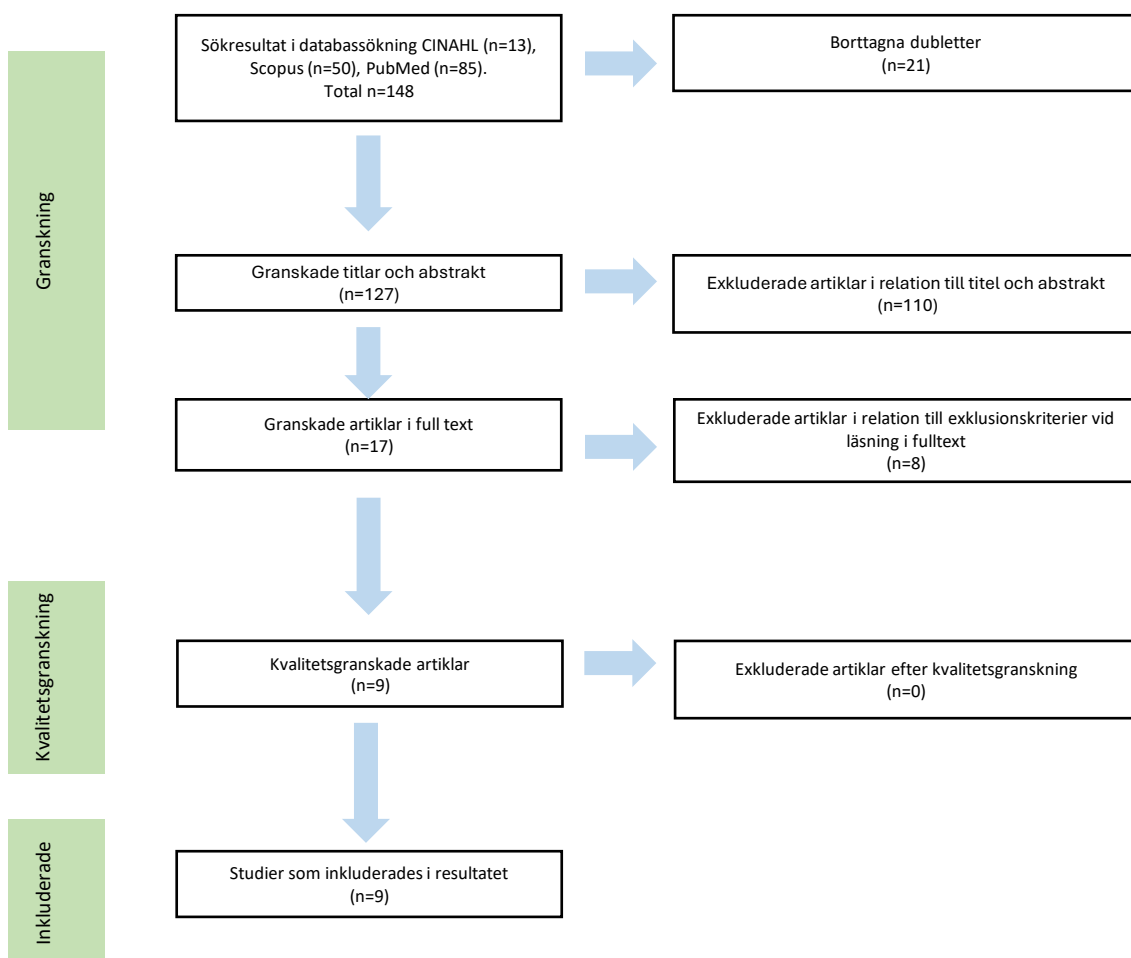 Granskning
Sökresultat i databassökning CINAHL (n=13),
Scopus (n=50), PubMed (n=85).
Total n=148
Borttagna dubletter
(n=21)
Granskade titlar och abstrakt
(n=127)
Exkluderade artiklar i relation till titel och abstrakt
(n=110)
Granskade artiklar i full text
(n=17)
Exkluderade artiklar i relation till exklusionskriterier vid
läsning i fulltext
(n=8)
Kvalitetsgranskning
Kvalitetsgranskade artiklar
(n=9)
Exkluderade artiklar efter kvalitetsgranskning
(n=0)
Inkluderade
Studier som inkluderades i resultatet
(n=9)